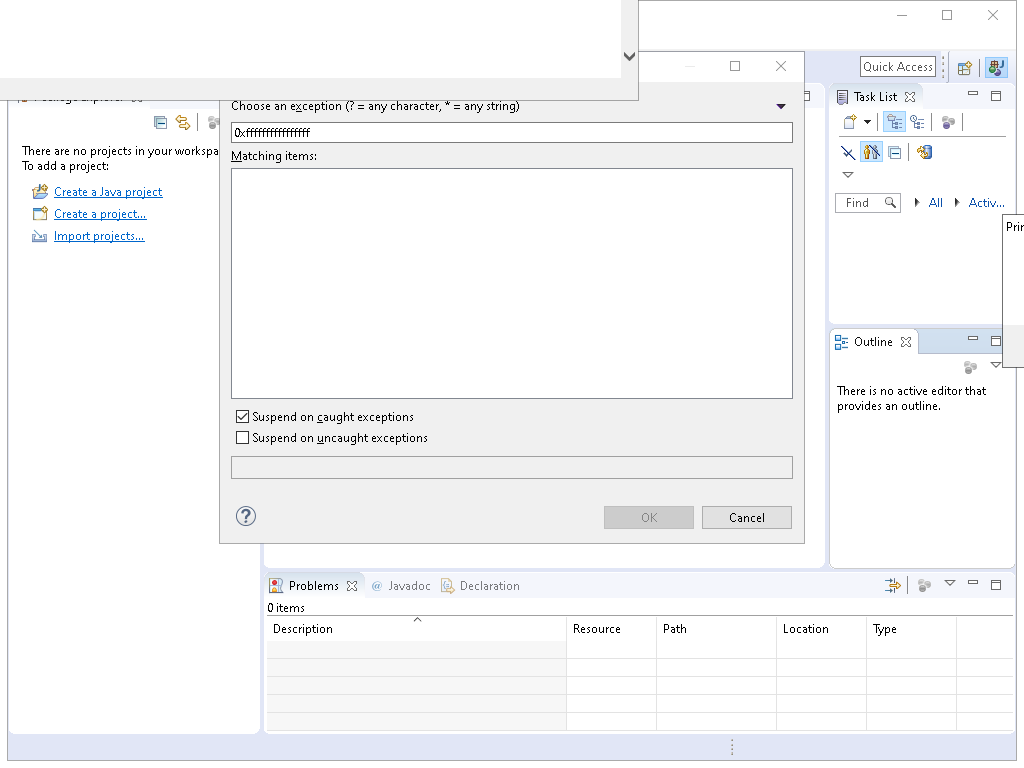 Quick Access
Choose an exception (? = any character, * = any string)
0xffffffffffffffff
Matching items:
There are no projects in your workspa
To add a project:
Create a Java project
Create a project...
Import projects...
Task List
Find
All
Activ...
Prin
Outline
There is no active editor that
provides an outline.
Suspend on caught exceptions
Suspend on uncaught exceptions
OK
Cancel
Problems
@ Javadoc
Declaration
0 items
Description
Resource
Path
Location
Type